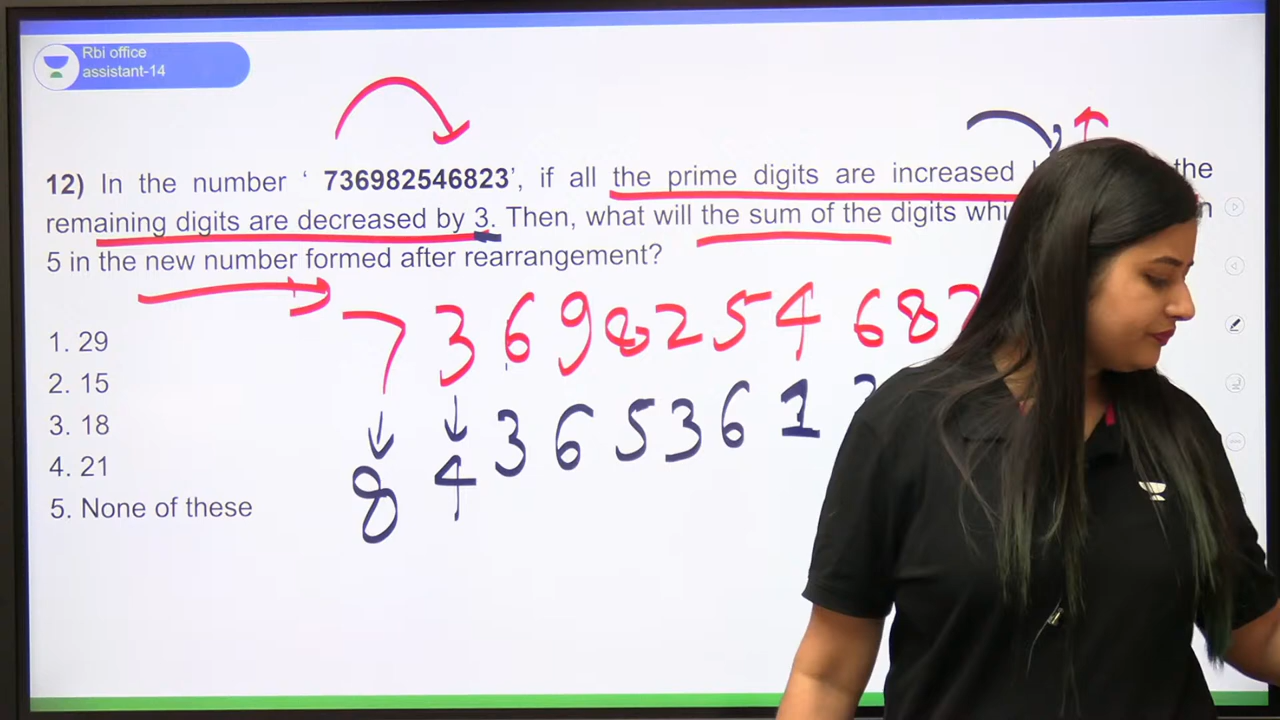 Rbi office
assistant-14
12) In the number ‘ 736982546823’, if all the prime digits are increased the
remaining digits are decreased by 3. Then, what will the sum of the digits
5 in the new number formed after rearrangement?
7 3 6 9 8 2 5 4 6 8
1. 29
2. 15
8 4 3 6 5 3 6 1
3. 18
4. 21
5. None of these